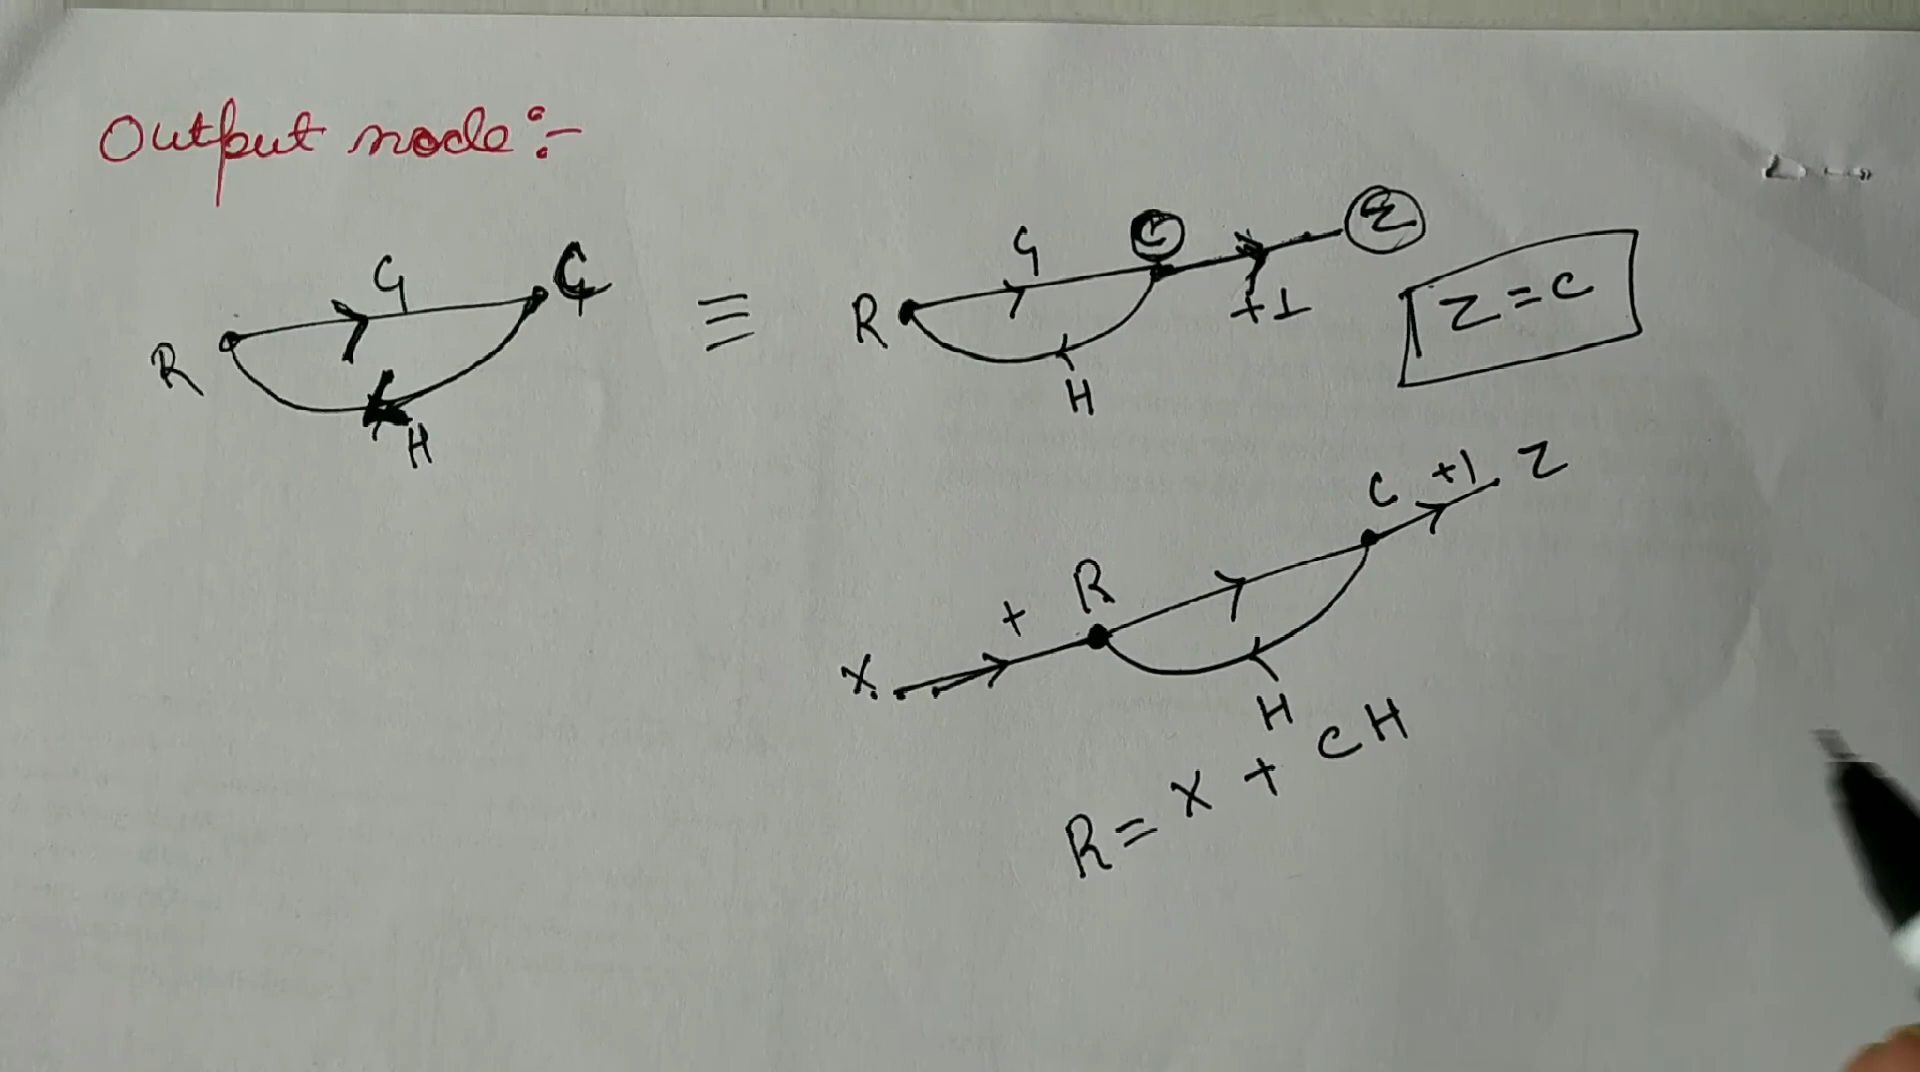 Output node :-
R G C H
≡
R G C H +1 Z
Z = C
X + R C +1 Z
H
R = X + CH